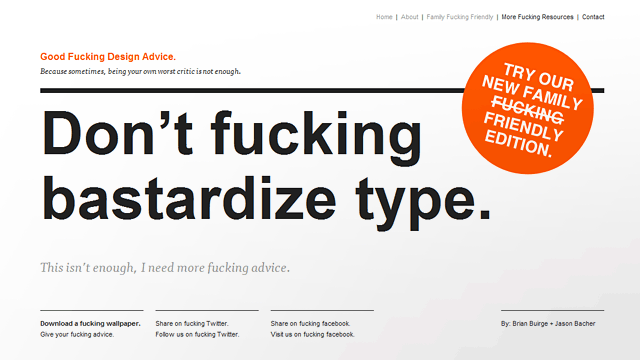 Home | About | Family Fucking Friendly | More Fucking Resources | Contact
Good Fucking Design Advice.
Because sometimes, being your own worst critic is not enough.
TRY OUR
NEW FAMILY
FUCKING
FRIENDLY
EDITION.
Don't fucking
bastardize type.
This isn't enough, I need more fucking advice.
Download a fucking wallpaper.
Give your fucking advice.
Share on fucking Twitter.
Follow us on fucking Twitter.
Share on fucking facebook.
Visit us on fucking facebook.
By: Brian Buirge + Jason Bacher